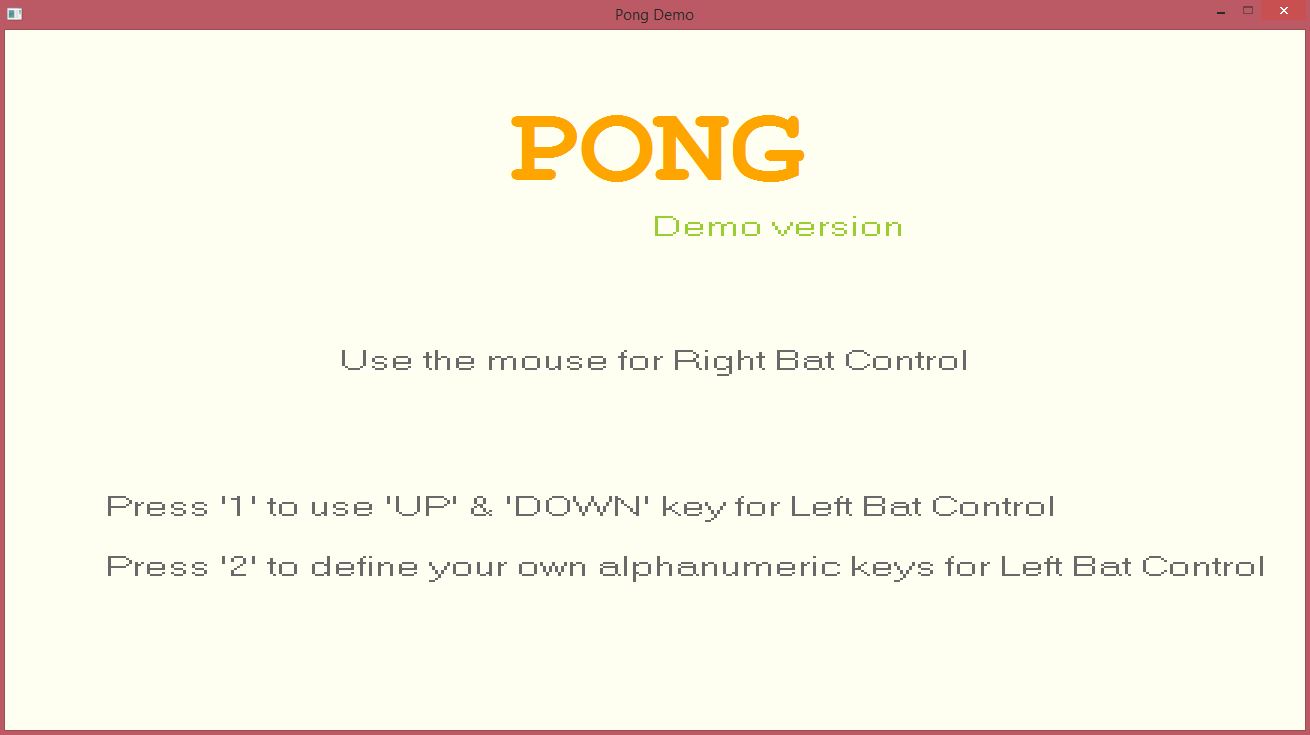 Pong Demo
PONG
Demo version
Use the mouse for Right Bat Control
Press '1' to use 'UP' & 'DOWN' key for Left Bat Control
Press '2' to define your own alphanumeric keys for Left Bat Control